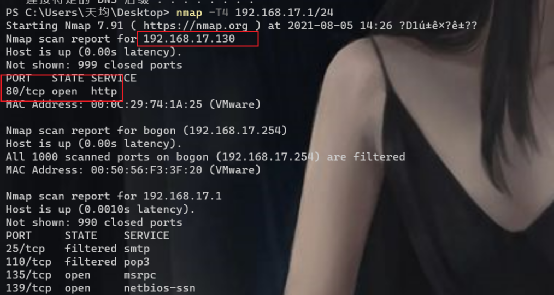 PS C:\Users\天均\Desktop> nmap -T4 192.168.17.1/24
Starting Nmap 7.91 ( https://nmap.org ) at 2021-08-05 14:26 ?D1ú±ê×?ê±??
Nmap scan report for 192.168.17.130
Host is up (0.00s latency).
Not shown: 999 closed ports
PORT   STATE SERVICE
80/tcp open  http
MAC Address: 00:0C:29:74:1A:25 (VMware)
Nmap scan report for bogon (192.168.17.254)
Host is up (0.00s latency).
All 1000 scanned ports on bogon (192.168.17.254) are filtered
MAC Address: 00:50:56:F3:3F:20 (VMware)
Nmap scan report for 192.168.17.1
Host is up (0.0010s latency).
Not shown: 990 closed ports
PORT    STATE    SERVICE
25/tcp  filtered smtp
110/tcp filtered pop3
135/tcp open     msrpc
139/tcp open     netbios-ssn